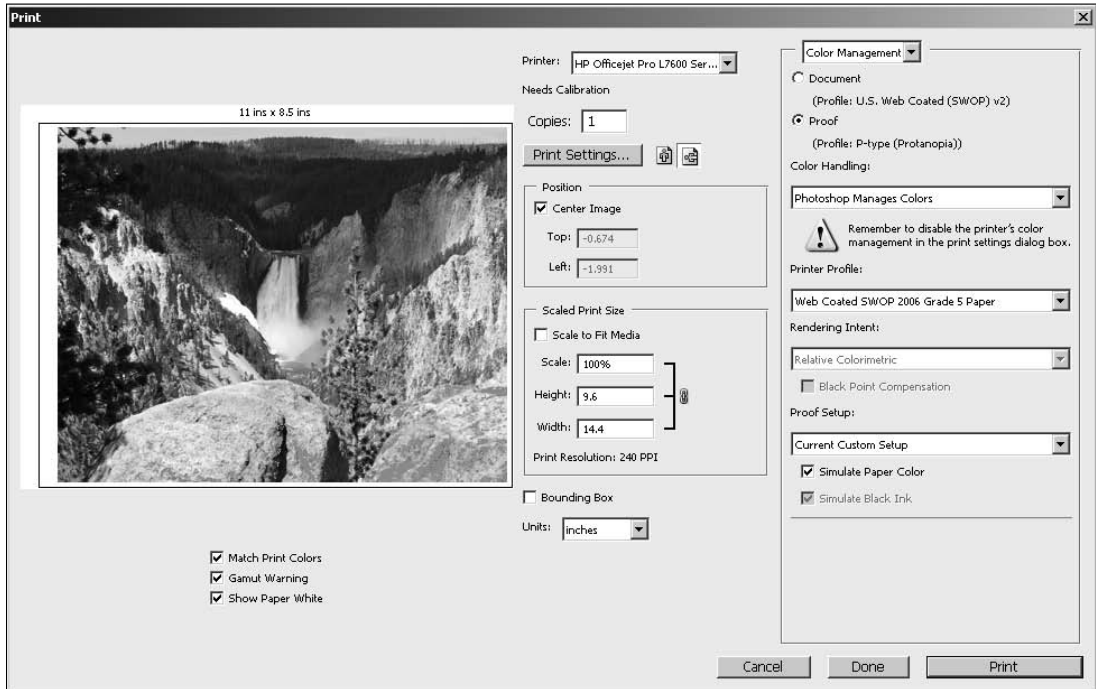 Print
11 ins x 8.5 ins
Match Print Colors
Gamut Warning
Show Paper White
Printer: HP Officejet Pro L7600 Ser...
Needs Calibration
Copies: 1
Print Settings...
Position
Center Image
Top: -0.674
Left: -1.991
Scaled Print Size
Scale to Fit Media
Scale: 100%
Height: 9.6
Width: 14.4
Print Resolution: 240 PPI
Bounding Box
Units: inches
Color Management
Document
(Profile: U.S. Web Coated (SWOP) v2)
Proof
(Profile: P-type (Protanopia))
Color Handling:
Photoshop Manages Colors
Remember to disable the printer's color
management in the print settings dialog box.
Printer Profile:
Web Coated SWOP 2006 Grade 5 Paper
Rendering Intent:
Relative Colorimetric
Black Point Compensation
Proof Setup:
Current Custom Setup
Simulate Paper Color
Simulate Black Ink
Cancel
Done
Print